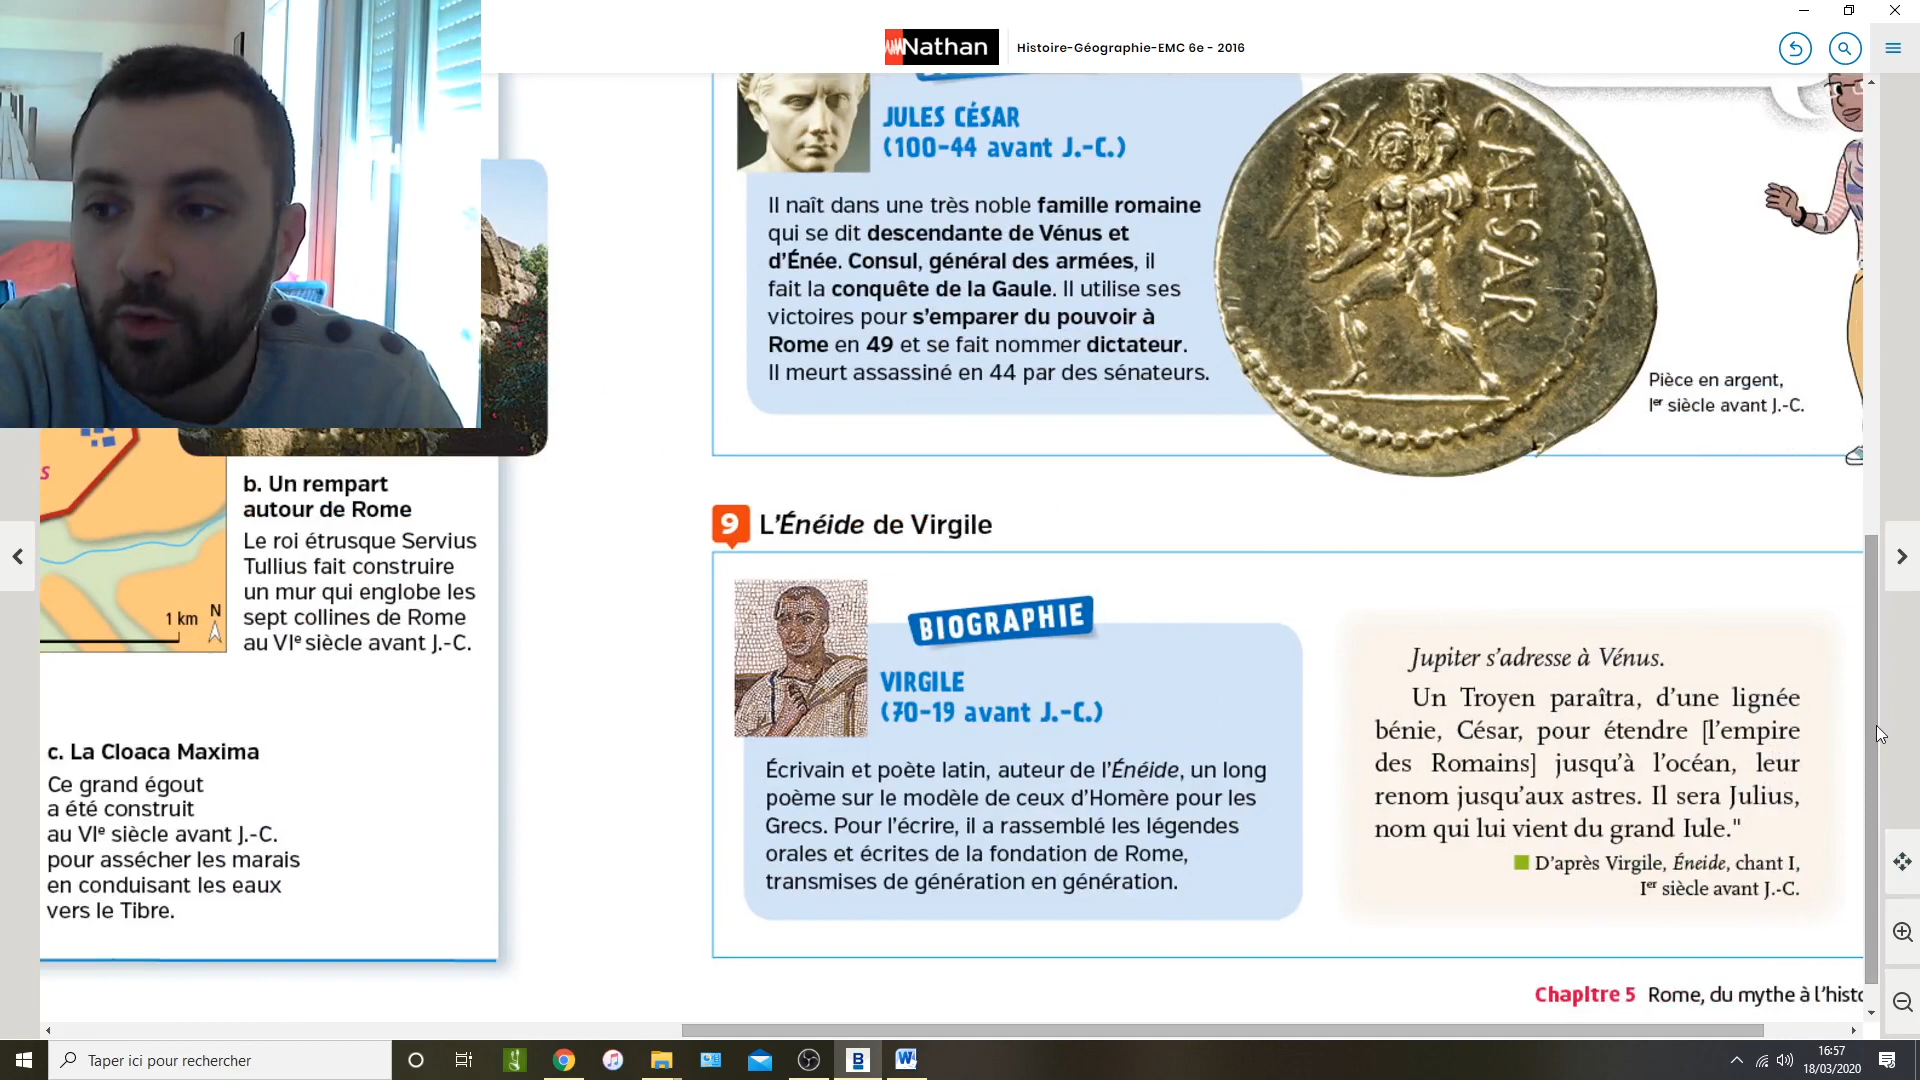 Nathan
Histoire-Géographie-EMC 6e - 2016
JULES CÉSAR
(100-44 avant J.-C.)
Il naît dans une très noble famille romaine
qui se dit descendante de Vénus et
d'Énée. Consul, général des armées, il
fait la conquête de la Gaule. Il utilise ses
victoires pour s'emparer du pouvoir à
Rome en 49 et se fait nommer dictateur.
Il meurt assassiné en 44 par des sénateurs.
CAESAR
Pièce en argent,
Ier siècle avant J.-C.
S
1 km
N
b. Un rempart
autour de Rome
Le roi étrusque Servius
Tullius fait construire
un mur qui englobe les
sept collines de Rome
au VIe siècle avant J.-C.
c. La Cloaca Maxima
Ce grand égout
a été construit
au VIe siècle avant J.-C.
pour assécher les marais
en conduisant les eaux
vers le Tibre.
9 L'Énéide de Virgile
BIOGRAPHIE
VIRGILE
(70-19 avant J.-C.)
Écrivain et poète latin, auteur de l'Énéide, un long
poème sur le modèle de ceux d'Homère pour les
Grecs. Pour l'écrire, il a rassemblé les légendes
orales et écrites de la fondation de Rome,
transmises de génération en génération.
Jupiter s'adresse à Vénus.
Un Troyen paraîtra, d'une lignée
bénie, César, pour étendre [l'empire
des Romains] jusqu'à l'océan, leur
renom jusqu'aux astres. Il sera Julius,
nom qui lui vient du grand Iule."
D'après Virgile, Énéide, chant I,
Ier siècle avant J.-C.
Chapitre 5 Rome, du mythe à l'histo
Taper ici pour rechercher
B
W
16:57
18/03/2020